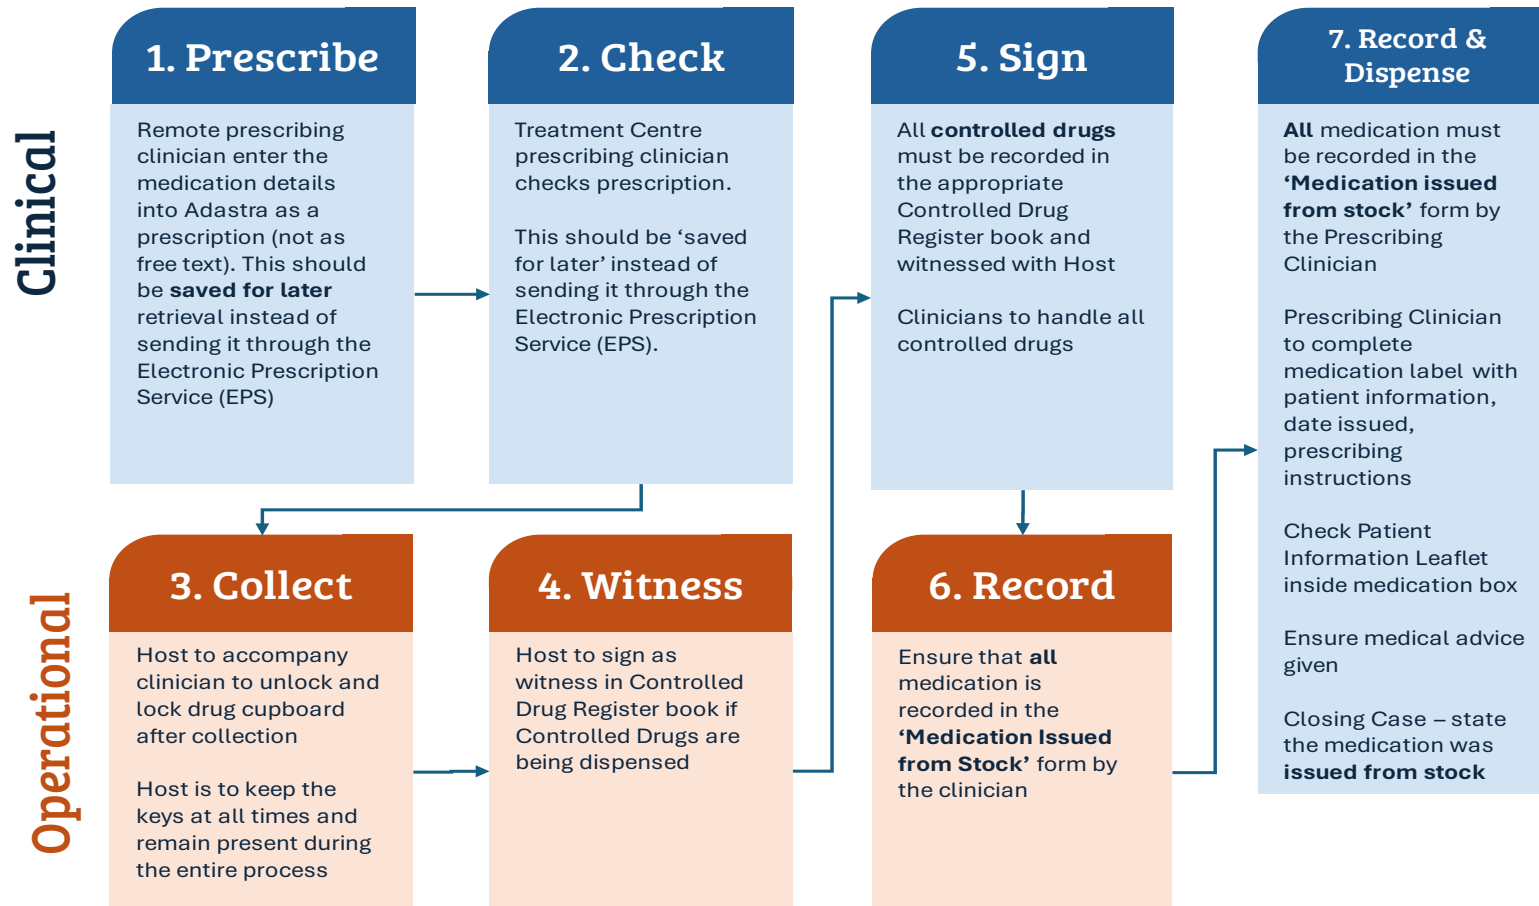 Clinical
1. Prescribe
Remote prescribing
clinician enter the
medication details
into Adastra as a
prescription (not as
free text). This should
be saved for later
retrieval instead of
sending it through the
Electronic Prescription
Service (EPS)
2. Check
Treatment Centre
prescribing clinician
checks prescription.
This should be ‘saved
for later’ instead of
sending it through the
Electronic Prescription
Service (EPS).
Operational
3. Collect
Host to accompany
clinician to unlock and
lock drug cupboard
after collection
Host is to keep the
keys at all times and
remain present during
the entire process
4. Witness
Host to sign as
witness in Controlled
Drug Register book if
Controlled Drugs are
being dispensed
5. Sign
All controlled drugs
must be recorded in
the appropriate
Controlled Drug
Register book and
witnessed with Host
Clinicians to handle all
controlled drugs
6. Record
Ensure that all
medication is
recorded in the
‘Medication Issued
from Stock’ form by
the clinician
7. Record &
Dispense
All medication must
be recorded in the
‘Medication issued
from stock’ form by
the Prescribing
Clinician
Prescribing Clinician
to complete
medication label with
patient information,
date issued,
prescribing
instructions
Check Patient
Information Leaflet
inside medication box
Ensure medical advice
given
Closing Case – state
the medication was
issued from stock